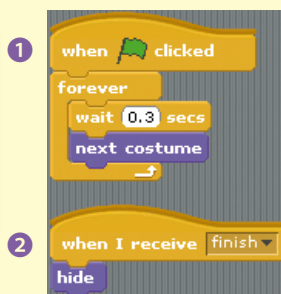 1
when clicked
forever
wait 0.3 secs
next costume
2
when I receive finish
hide